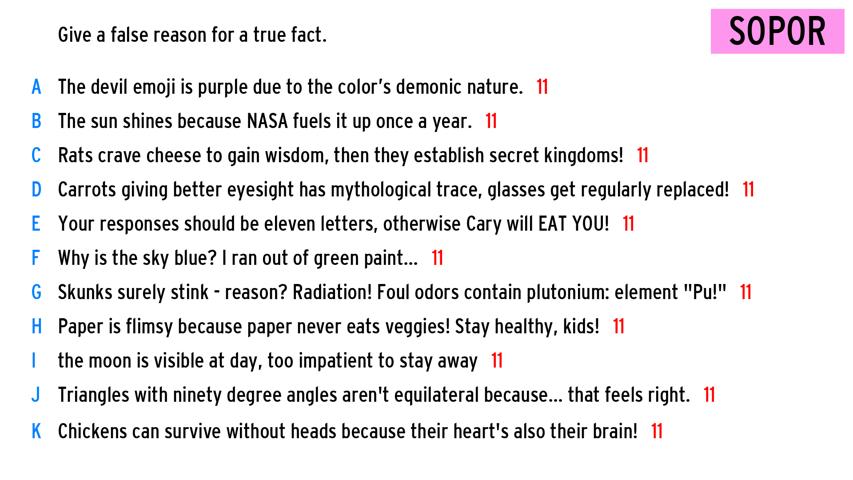 Give a false reason for a true fact.
SOPOR
A The devil emoji is purple due to the color's demonic nature. 11
B The sun shines because NASA fuels it up once a year. 11
C Rats crave cheese to gain wisdom, then they establish secret kingdoms! 11
D Carrots giving better eyesight has mythological trace, glasses get regularly replaced! 11
E Your responses should be eleven letters, otherwise Cary will EAT YOU! 11
F Why is the sky blue? I ran out of green paint... 11
G Skunks surely stink - reason? Radiation! Foul odors contain plutonium: element "Pu!" 11
H Paper is flimsy because paper never eats veggies! Stay healthy, kids! 11
I the moon is visible at day, too impatient to stay away 11
J Triangles with ninety degree angles aren't equilateral because... that feels right. 11
K Chickens can survive without heads because their heart's also their brain! 11